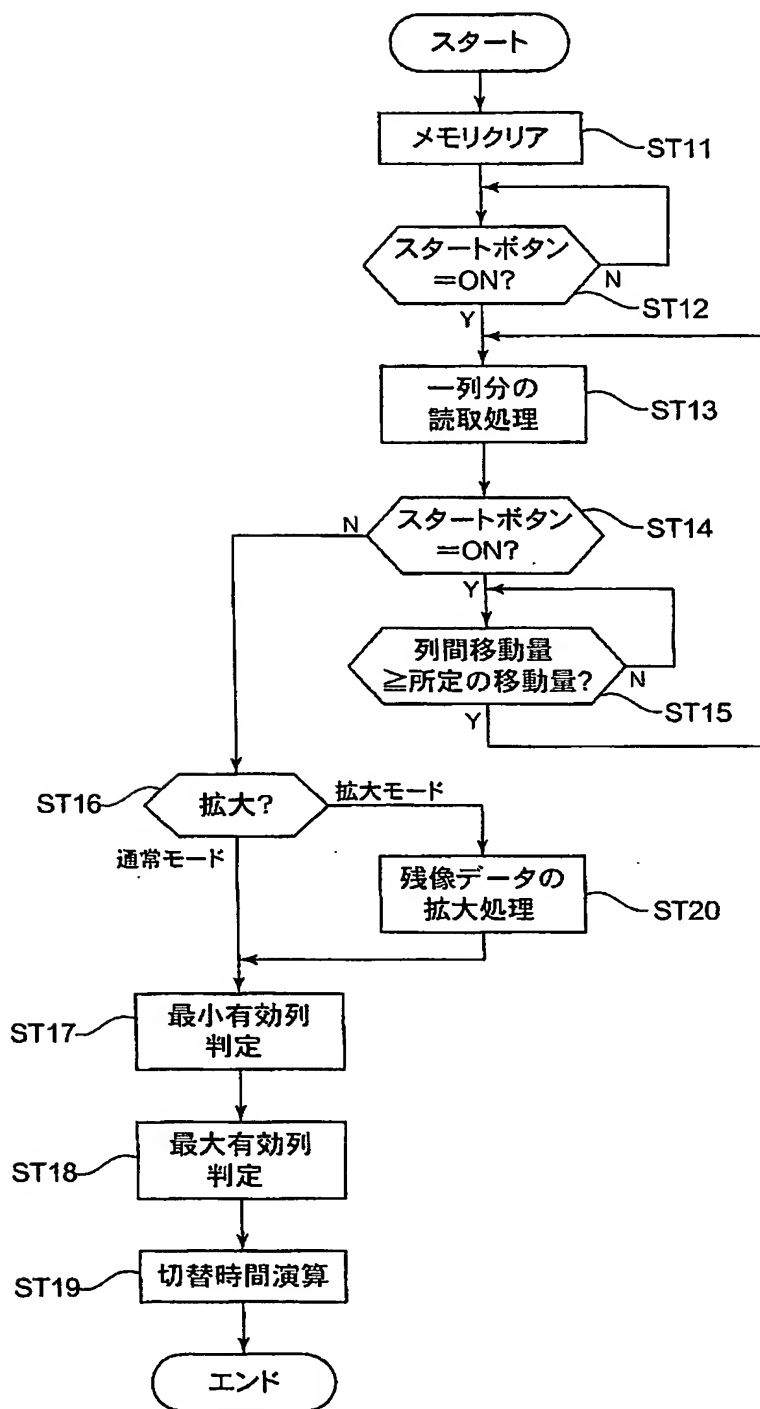 スタート
メモリクリア
ST11
スタートボタン
=ON?
N
ST12
Y
一列分の
読取処理
ST13
N
スタートボタン
=ON?
ST14
Y
列間移動量
≧所定の移動量?
N
ST15
Y
ST16
拡大?
拡大モード
通常モード
残像データの
拡大処理
ST20
ST17
最小有効列
判定
ST18
最大有効列
判定
ST19
切替時間演算
エンド